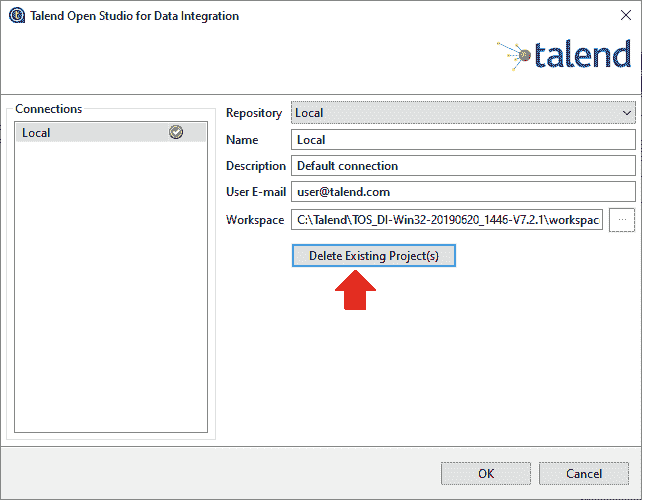 Talend Open Studio for Data Integration
talend
Connections
Local
Repository Local
Name Local
Description Default connection
User E-mail user@talend.com
Workspace C:\Talend\TOS_DI-Win32-20190620_1446-V7.2.1\workspac ...
Delete Existing Project(s)
OK Cancel